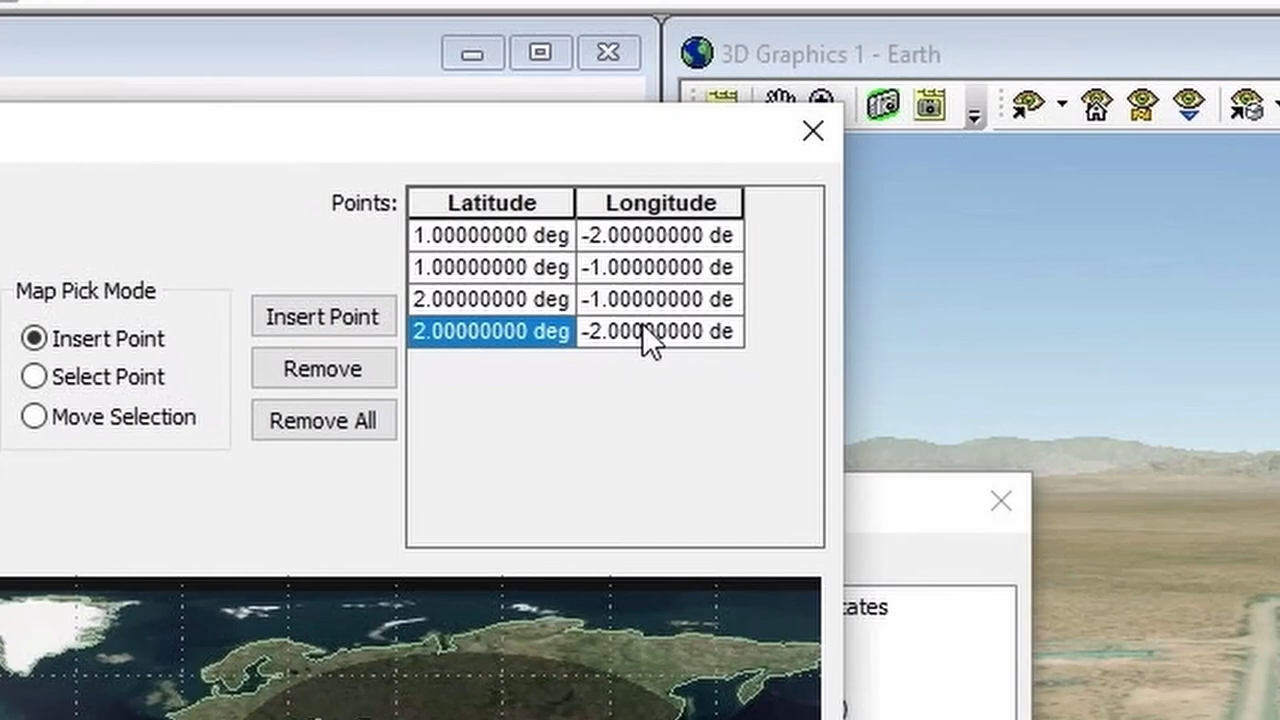 3D Graphics 1 - Earth
Points:
Latitude Longitude
1.00000000 deg -2.00000000 de
1.00000000 deg -1.00000000 de
2.00000000 deg -1.00000000 de
2.00000000 deg -2.00000000 de
Map Pick Mode
Insert Point
Select Point
Move Selection
Insert Point
Remove
Remove All